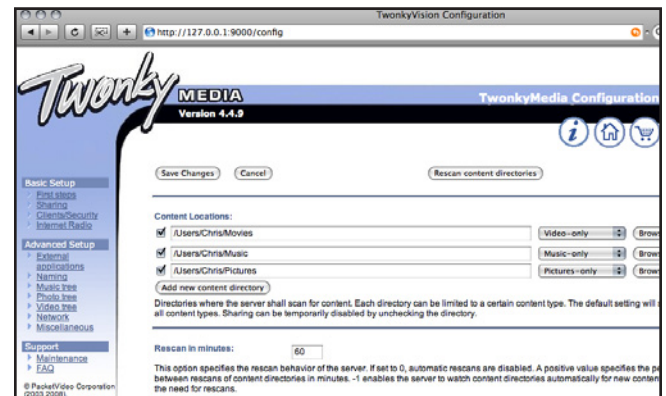 TwonkyVision Configuration
http://127.0.0.1:9000/config
Twonky
MEDIA
Version 4.4.9
TwonkyMedia Configuration
Save Changes
Cancel
Rescan content directories
Basic Setup
First steps
Sharing
Clients/Security
Internet Radio
Advanced Setup
External
applications
Naming
Music tree
Photo tree
Video tree
Network
Miscellaneous
Support
Maintenance
FAQ
© PacketVideo Corporation
(2003-2008).
Content Locations:
/Users/Chris/Movies
Video-only
Brows
/Users/Chris/Music
Music-only
Brows
/Users/Chris/Pictures
Pictures-only
Brows
Add new content directory
Directories where the server shall scan for content. Each directory can be limited to a certain content type. The default setting will
all content types. Sharing can be temporarily disabled by unchecking the directory.
Rescan in minutes:
60
This option specifies the rescan behavior of the server. If set to 0, automatic rescans are disabled. A positive value specifies the pe
between rescans of content directories in minutes. -1 enables the server to watch content directories automatically for new conten
the need for rescans.